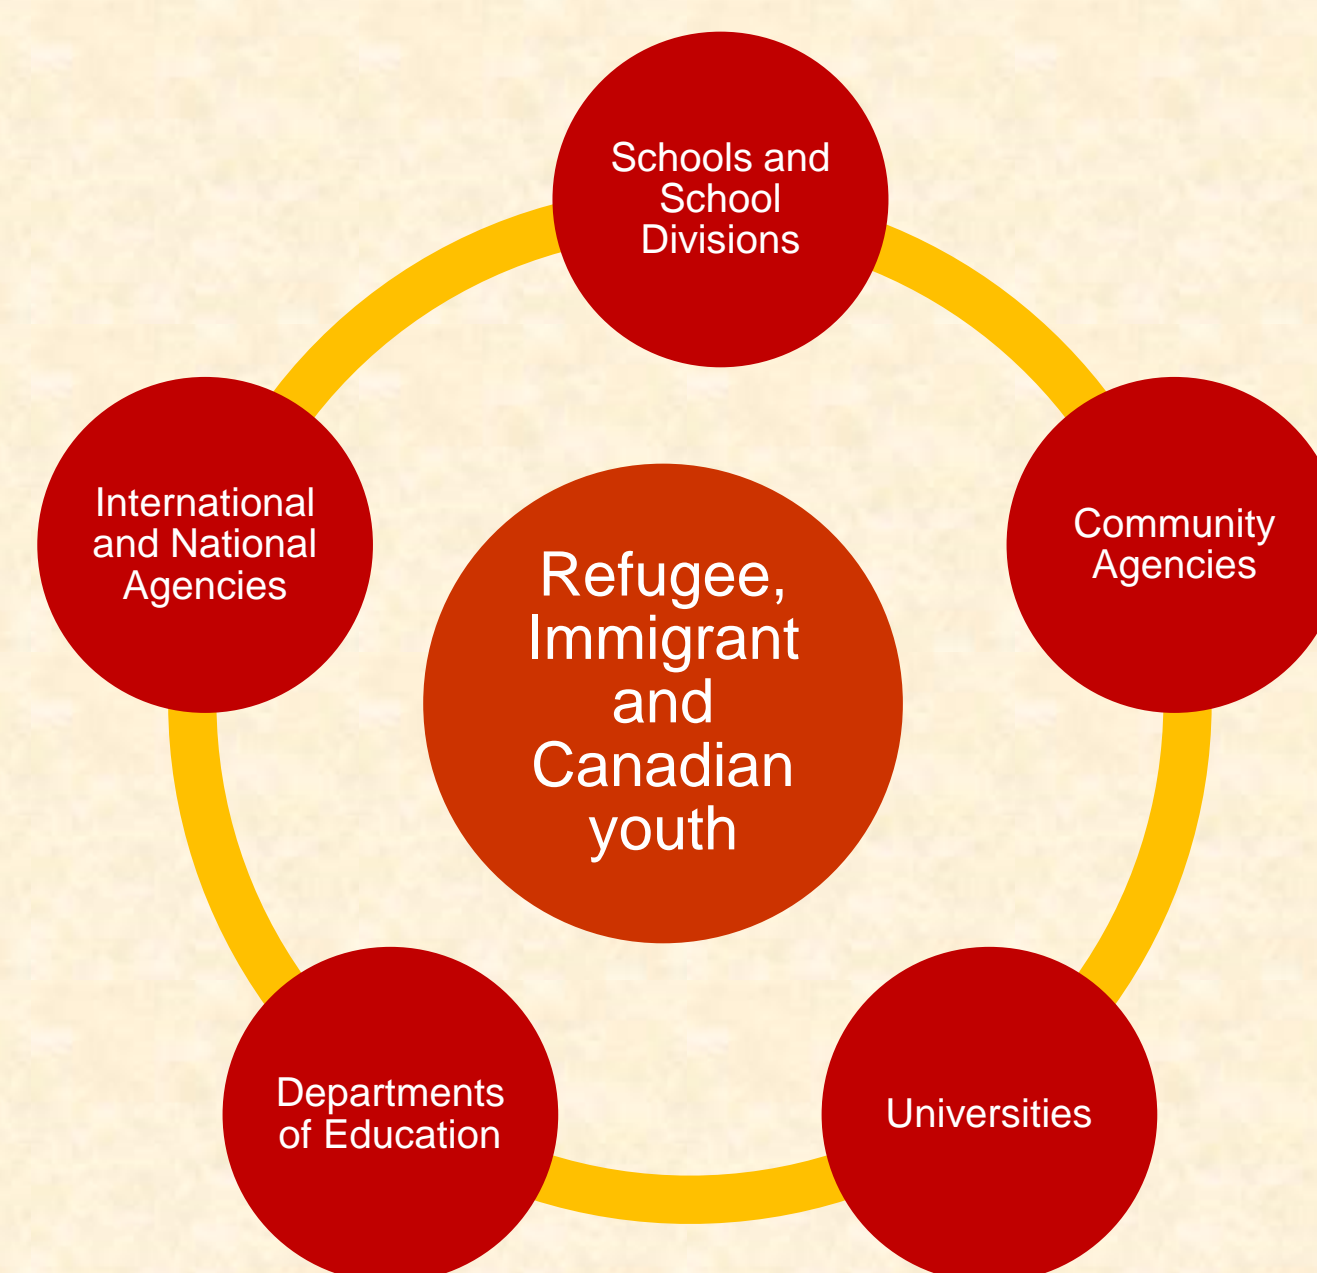 Schools and
School
Divisions
International
and National
Agencies
Community
Agencies
Refugee,
Immigrant
and
Canadian
youth
Departments
of Education
Universities